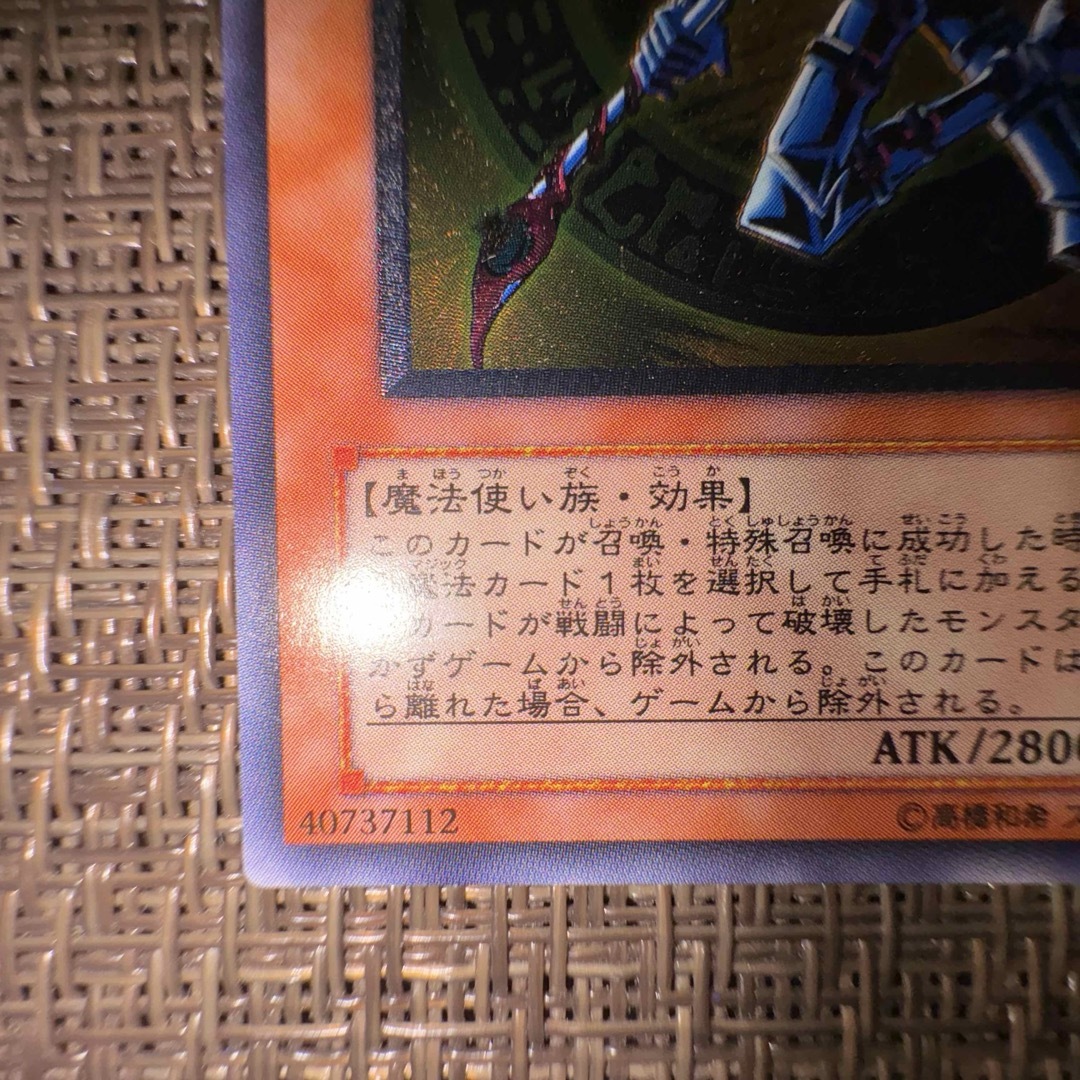 【魔法使い族・効果】
このカードが召喚・特殊召喚に成功した時
魔法カード1枚を選択して手札に加える
カードが戦闘によって破壊したモンスタ
かずゲームから除外される。このカードは
ら離れた場合、ゲームから除外される。
ATK/280
40737112
©高橋和希 ス